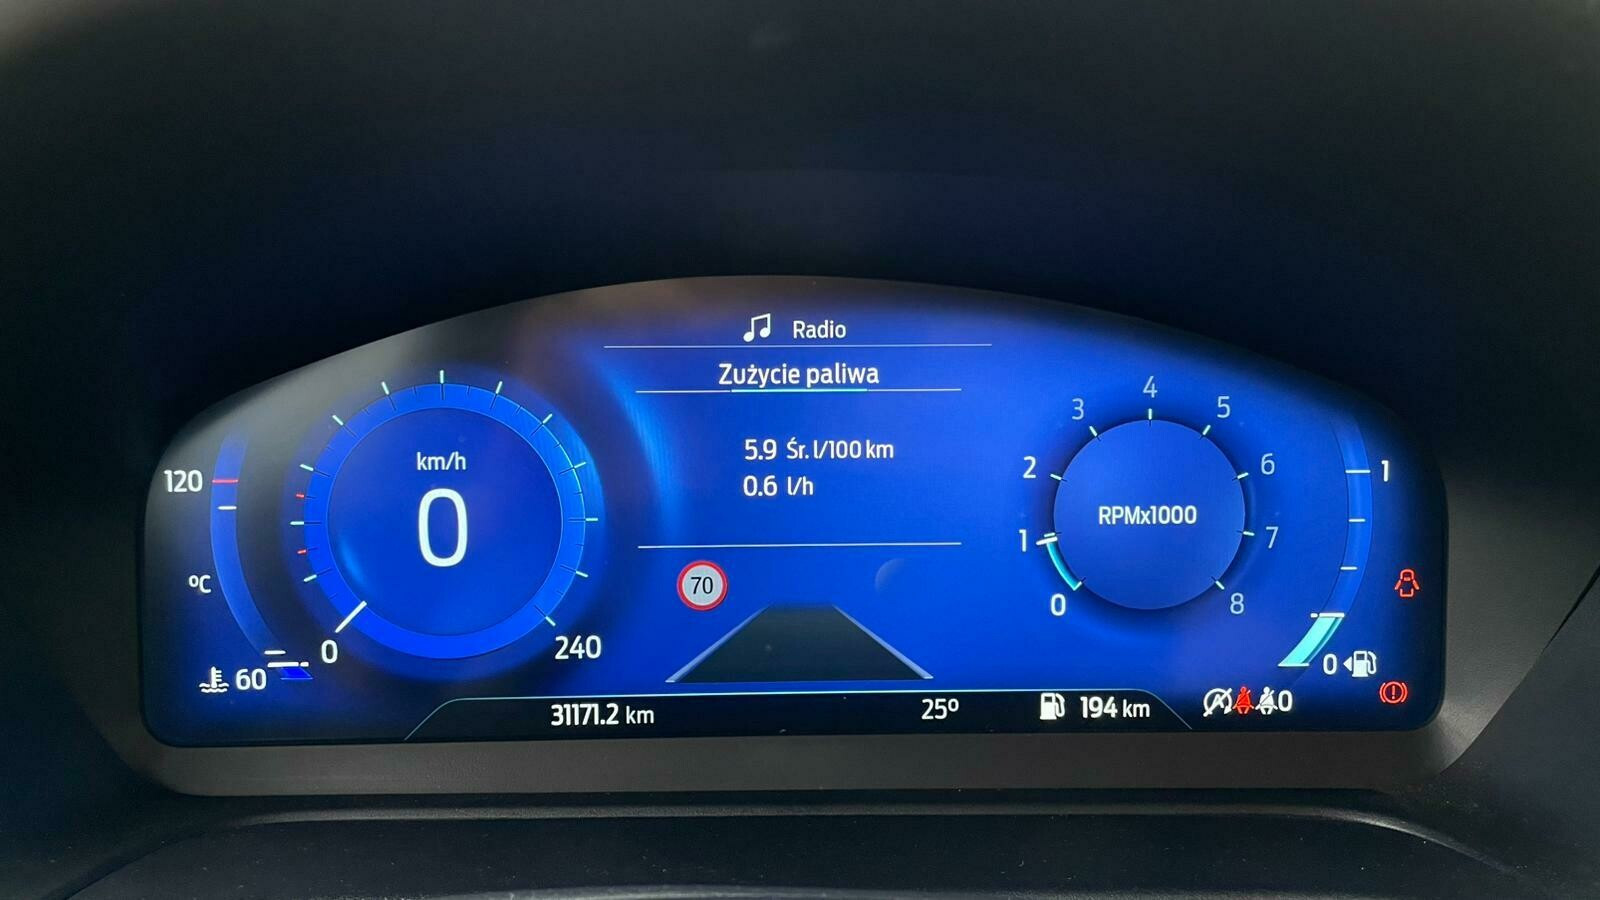 Radio
Zużycie paliwa
5.9 Śr. l/100 km
0.6 l/h
120
°C
60
km/h
0
0
240
70
0
1
2
3
4
5
6
7
8
RPMx1000
1
0
31171.2 km
25°
194 km
0